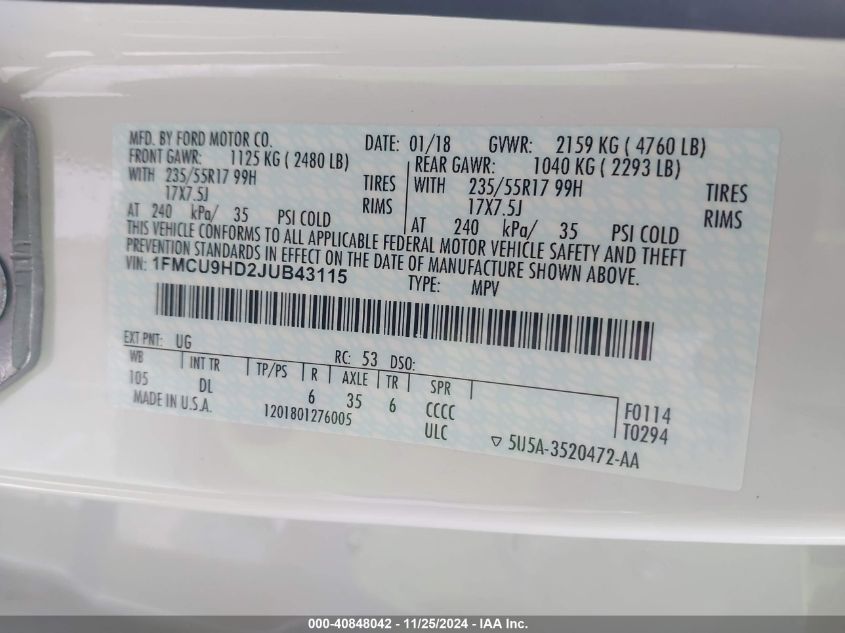 MFD. BY FORD MOTOR CO. DATE: 01/18 GVWR: 2159 KG ( 4760 LB)
FRONT GAWR: 1125 KG ( 2480 LB) REAR GAWR: 1040 KG ( 2293 LB)
WITH 235/55R17 99H TIRES WITH 235/55R17 99H TIRES
17X7.5J RIMS 17X7.5J RIMS
AT 240 kPa/ 35 PSI COLD AT 240 kPa/ 35 PSI COLD
THIS VEHICLE CONFORMS TO ALL APPLICABLE FEDERAL MOTOR VEHICLE SAFETY AND THEFT
PREVENTION STANDARDS IN EFFECT ON THE DATE OF MANUFACTURE SHOWN ABOVE.
VIN: 1FMCU9HD2JUB43115 TYPE: MPV
EXT PNT: UG RC: 53 DSO:
WB INT TR TP/PS R AXLE TR SPR
105 DL 6 35 6 CCCC F0114
MADE IN U.S.A. 1201801276005 ULC T0294
▽ 5U5A-3520472-AA
000-40848042 - 11/25/2024 - IAA Inc.